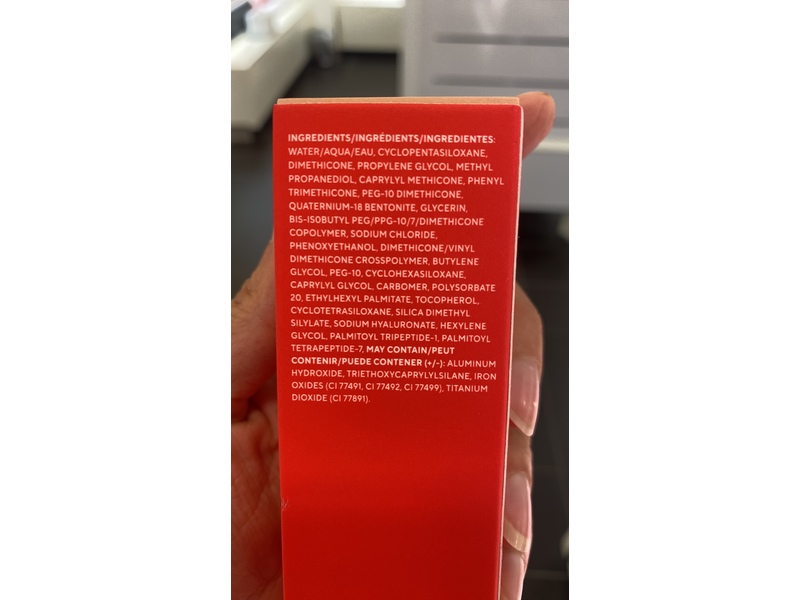 INGREDIENTS/INGRÉDIENTS/INGREDIENTES:
WATER/AQUA/EAU, CYCLOPENTASILOXANE,
DIMETHICONE, PROPYLENE GLYCOL, METHYL
PROPANEDIOL, CAPRYLYL METHICONE, PHENYL
TRIMETHICONE, PEG-10 DIMETHICONE,
QUATERNIUM-18 BENTONITE, GLYCERIN,
BIS-ISOBUTYL PEG/PPG-10/7/DIMETHICONE
COPOLYMER, SODIUM CHLORIDE,
PHENOXYETHANOL, DIMETHICONE/VINYL
DIMETHICONE CROSSPOLYMER, BUTYLENE
GLYCOL, PEG-10, CYCLOHEXASILOXANE,
CAPRYLYL GLYCOL, CARBOMER, POLYSORBATE
20, ETHYLHEXYL PALMITATE, TOCOPHEROL,
CYCLOTETRASILOXANE, SILICA DIMETHYL
SILYLATE, SODIUM HYALURONATE, HEXYLENE
GLYCOL, PALMITOYL TRIPEPTIDE-1, PALMITOYL
TETRAPEPTIDE-7, MAY CONTAIN/PEUT
CONTENIR/PUEDE CONTENER (+/-): ALUMINUM
HYDROXIDE, TRIETHOXYCAPRYLYLSILANE, IRON
OXIDES (CI 77491, CI 77492, CI 77499), TITANIUM
DIOXIDE (CI 77891).